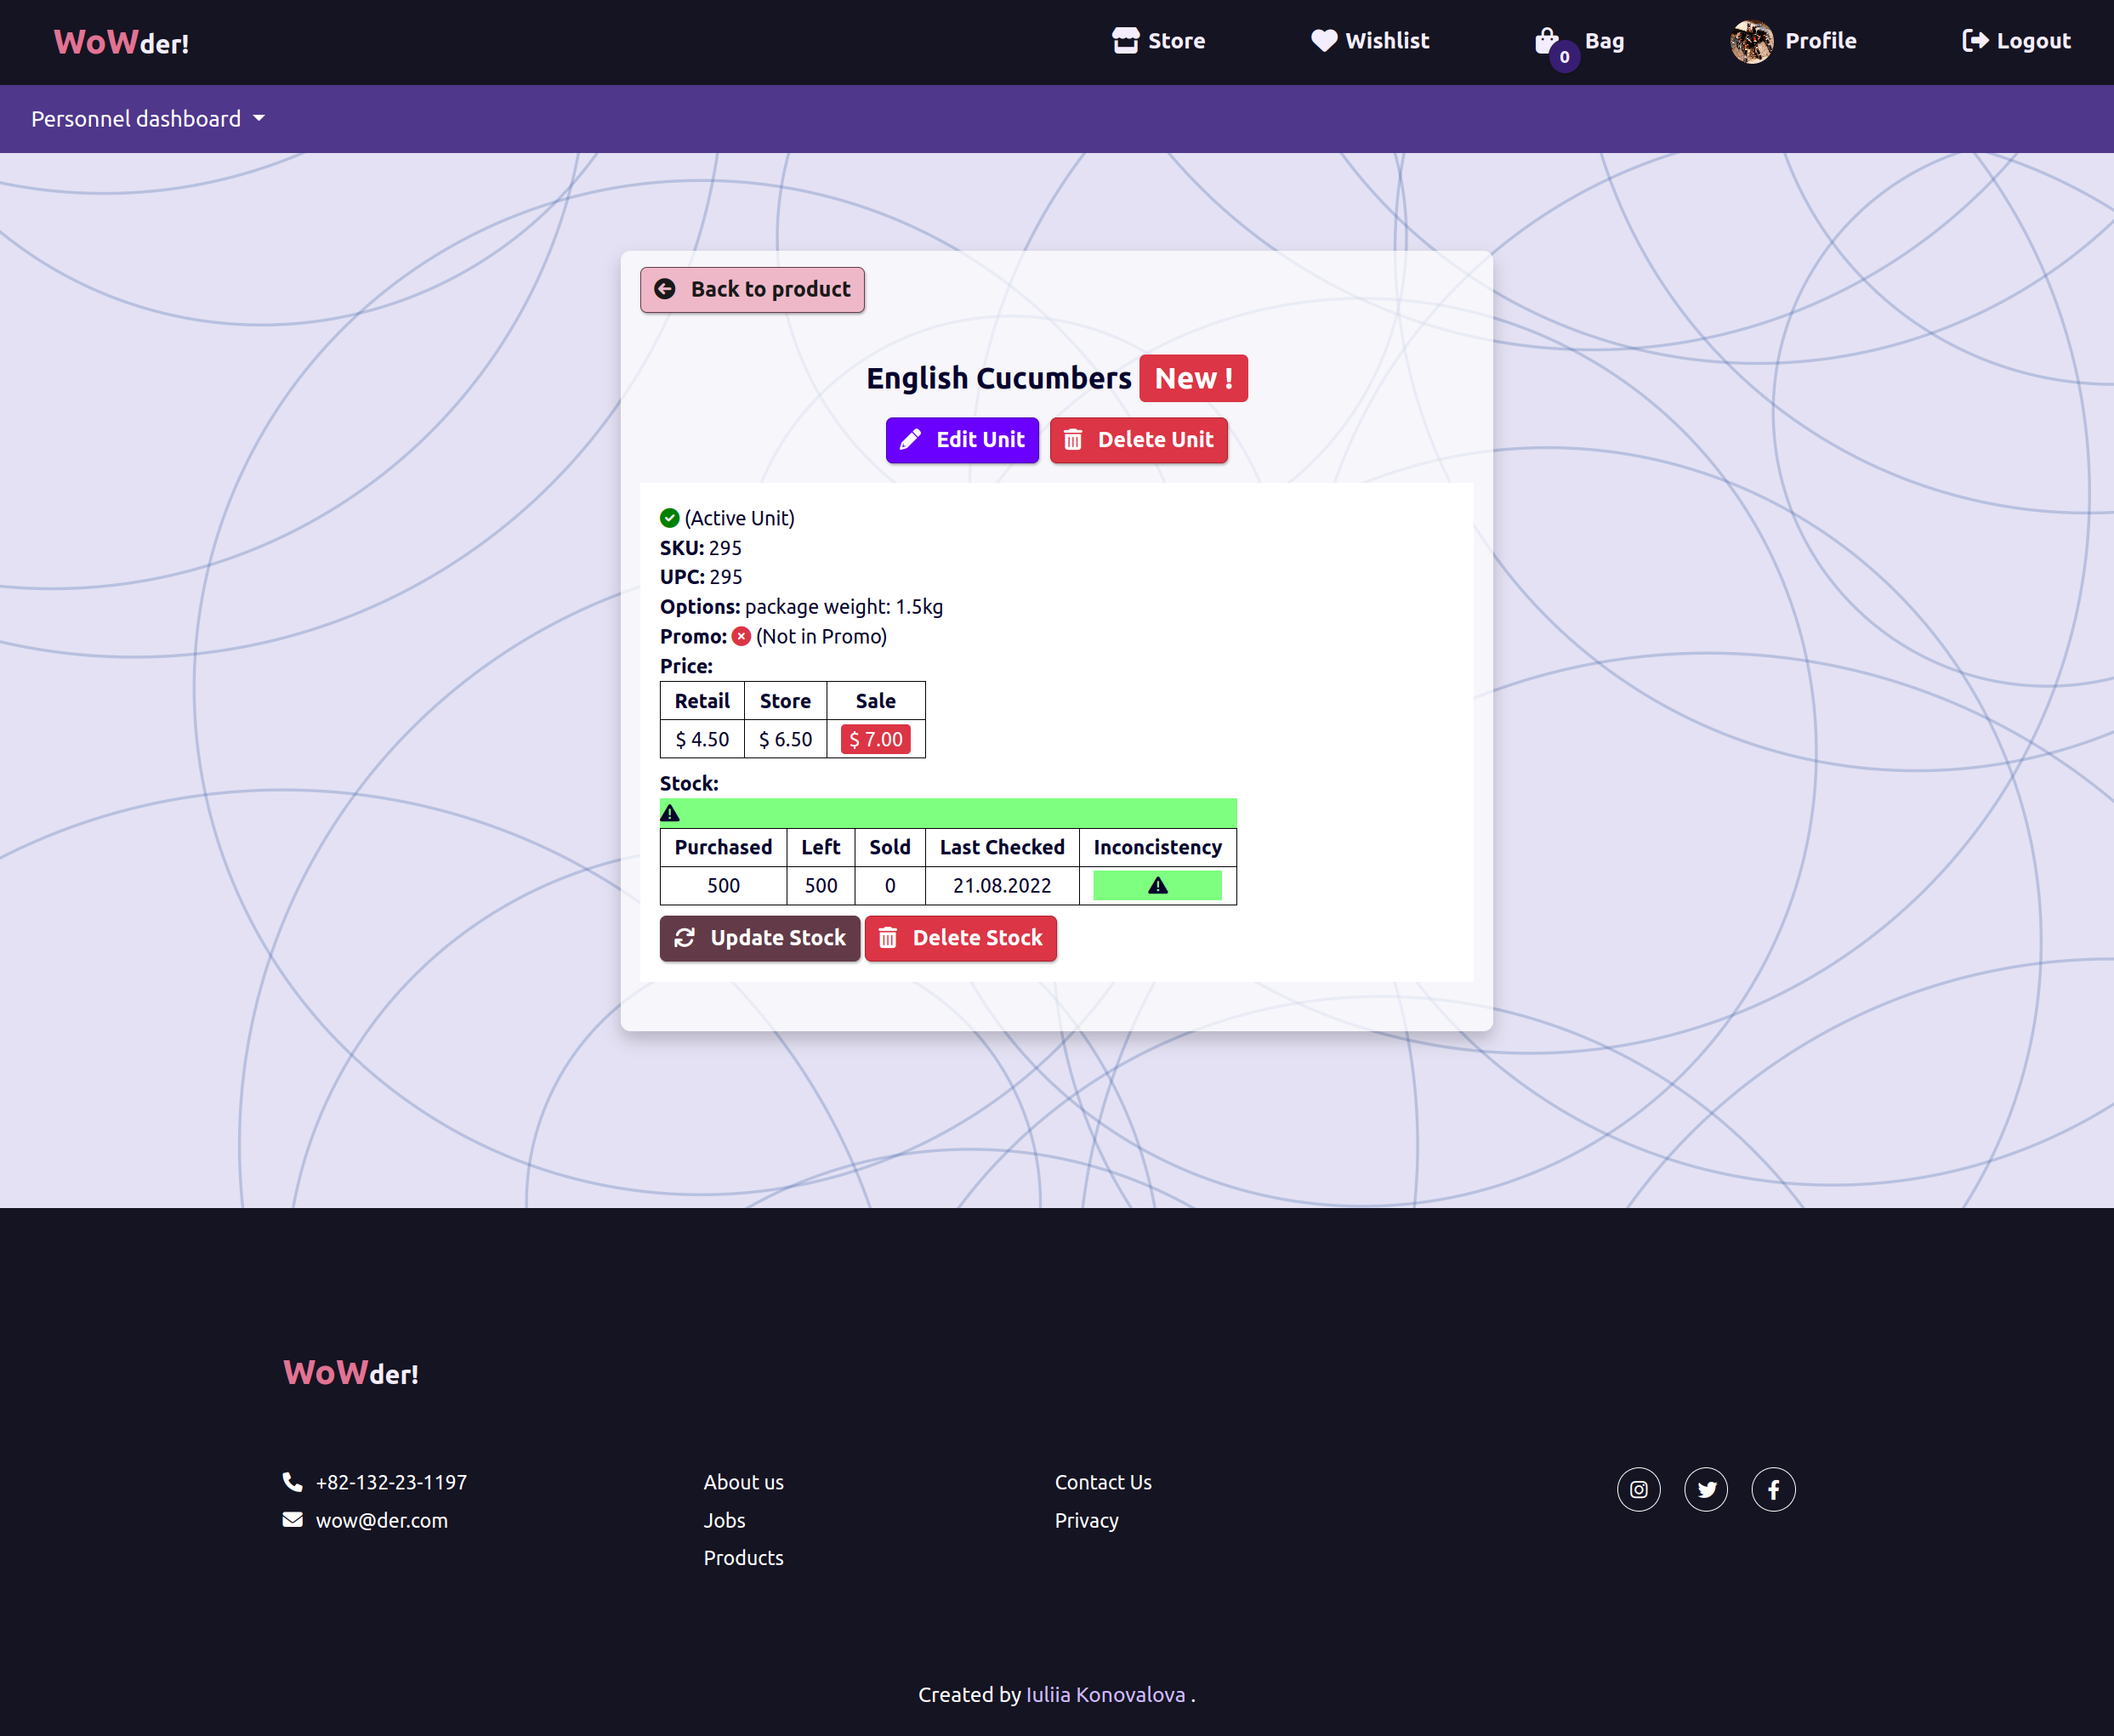 WoWder!
Store
Wishlist
0
Bag
Profile
Logout
Personnel dashboard
Back to product
English Cucumbers New !
Edit Unit
Delete Unit
(Active Unit)
SKU: 295
UPC: 295
Options: package weight: 1.5kg
Promo: (Not in Promo)
Price:
Retail Store Sale
$ 4.50 $ 6.50 $ 7.00
Stock:
Purchased Left Sold Last Checked Inconcistency
500 500 0 21.08.2022
Update Stock
Delete Stock
WoWder!
+82-132-23-1197
wow@der.com
About us
Jobs
Products
Contact Us
Privacy
Created by Iuliia Konovalova .